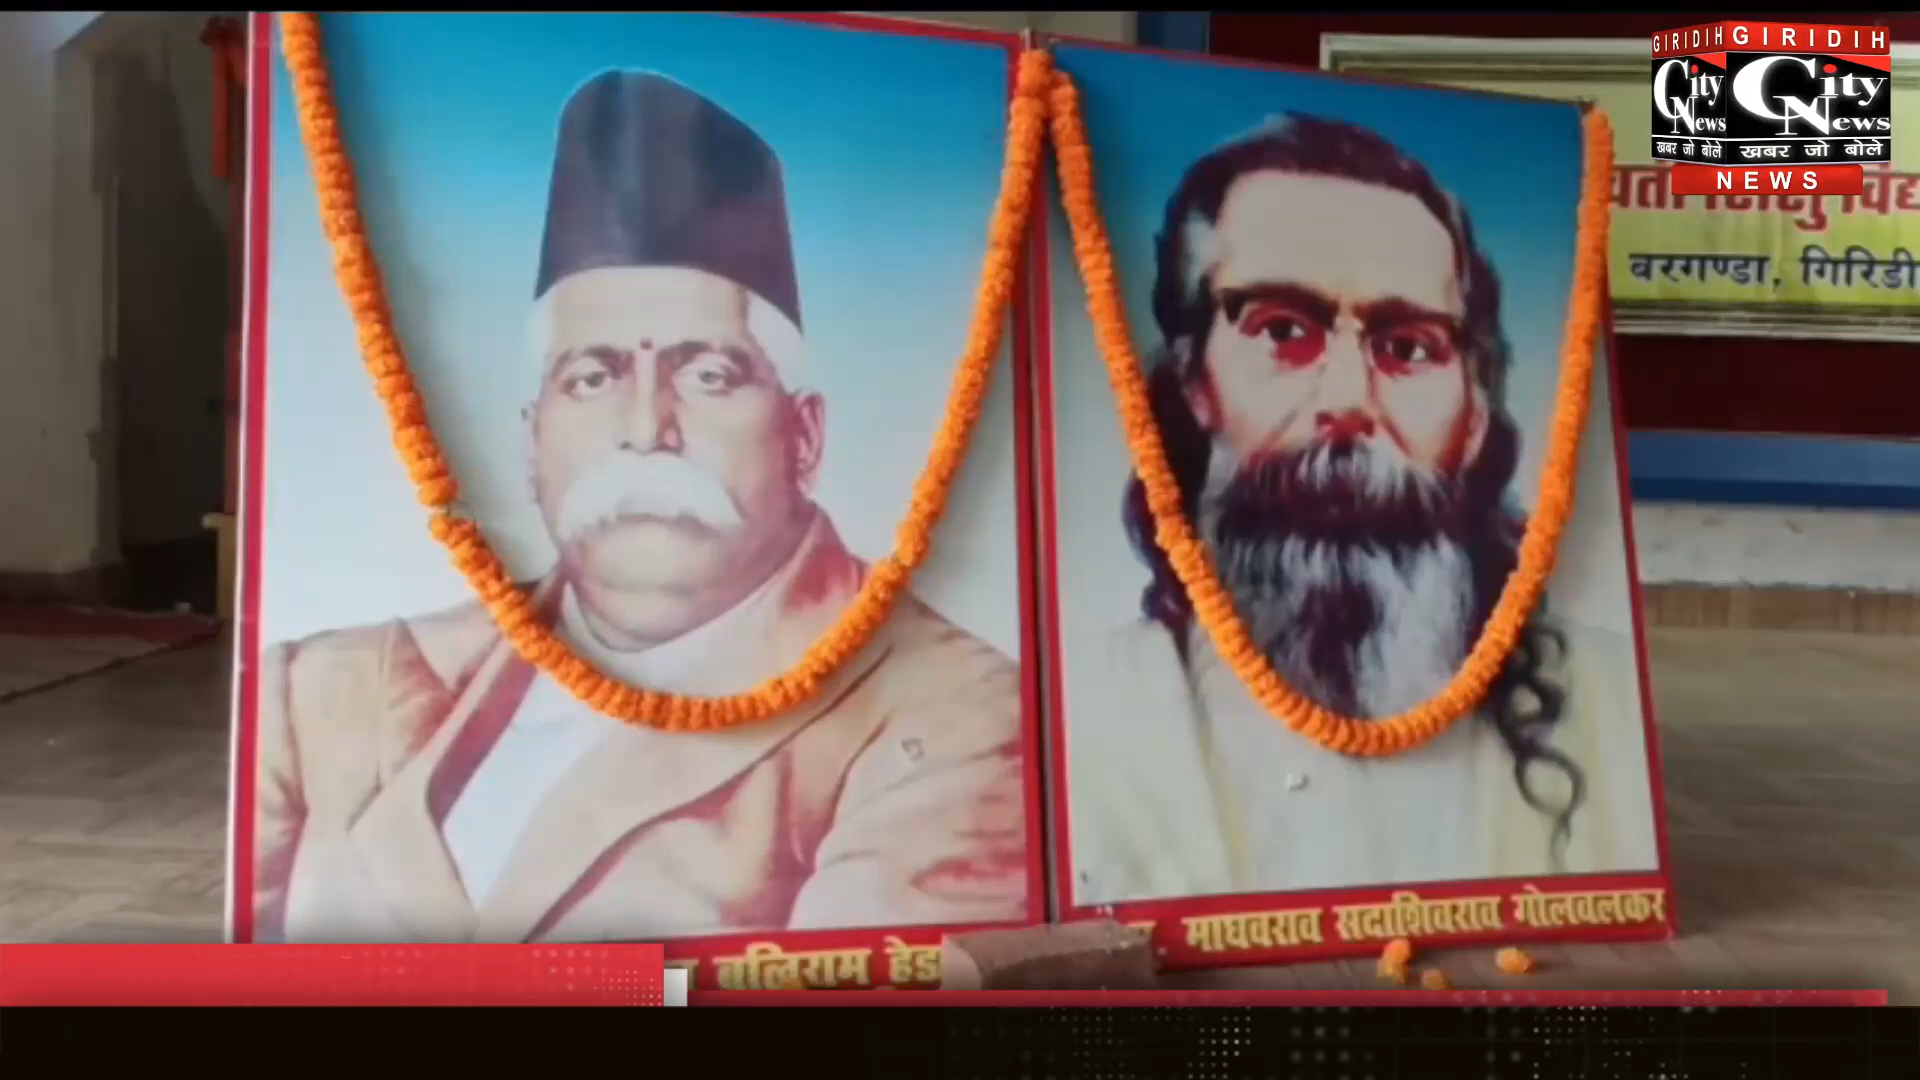 GIRIDIH GIRIDIH
City News City News
खबर जो बोले खबर जो बोले
NEWS
बरगण्डा, गिरिडी
बलिराम हेड
माधवराव सदाशिवराव गोलवलकर